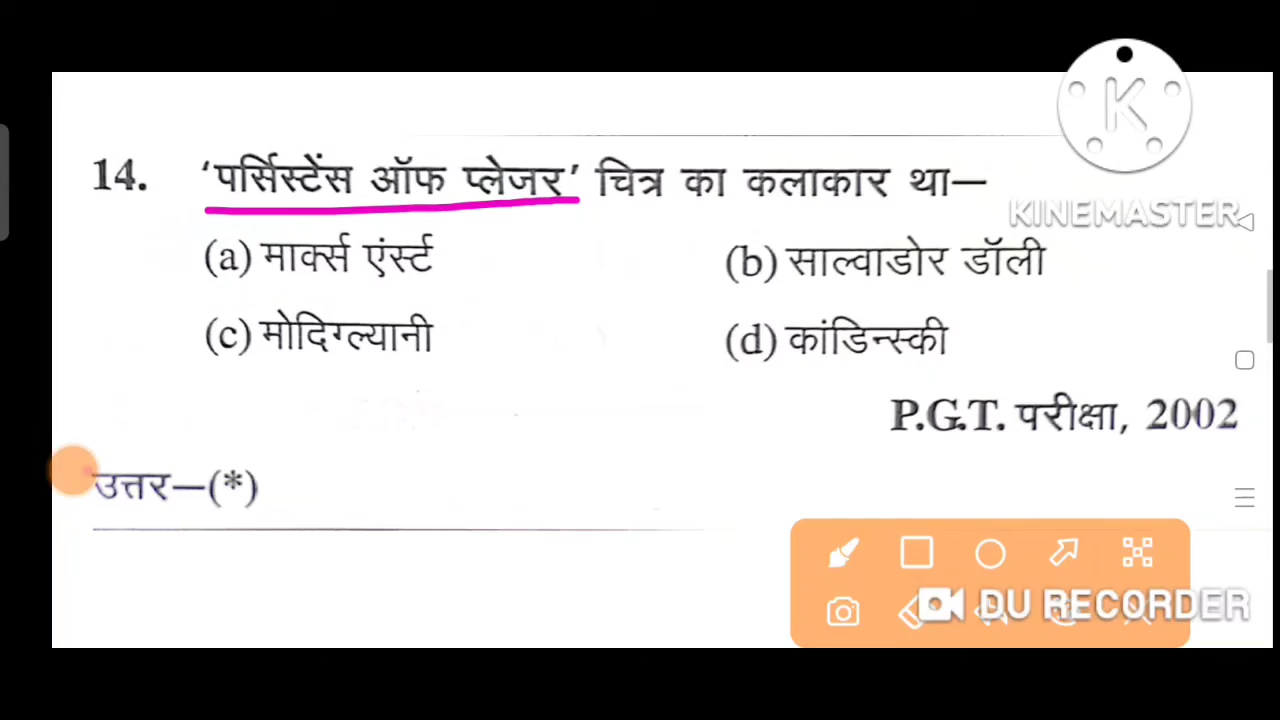 14. ‘पर्सिस्टेंस ऑफ प्लेजर’ चित्र का कलाकार था—
KINEMASTER
(a) मार्क्स एंर्स्ट (b) साल्वाडोर डॉली
(c) मोदिग्ल्यानी (d) कांडिन्स्की
P.G.T. परीक्षा, 2002
उत्तर—(*)
DU RECORDER